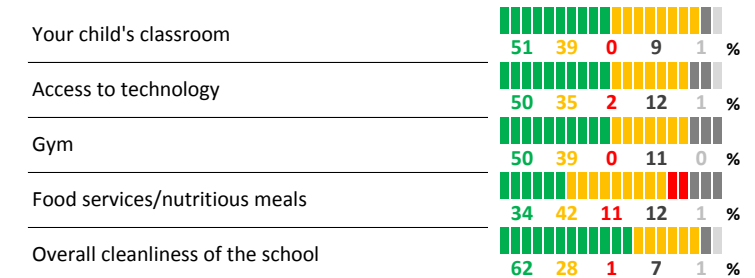 Your child's classroom
51 39 0 9 1 %
Access to technology
50 35 2 12 1 %
Gym
50 39 0 11 0 %
Food services/nutritious meals
34 42 11 12 1 %
Overall cleanliness of the school
62 28 1 7 1 %